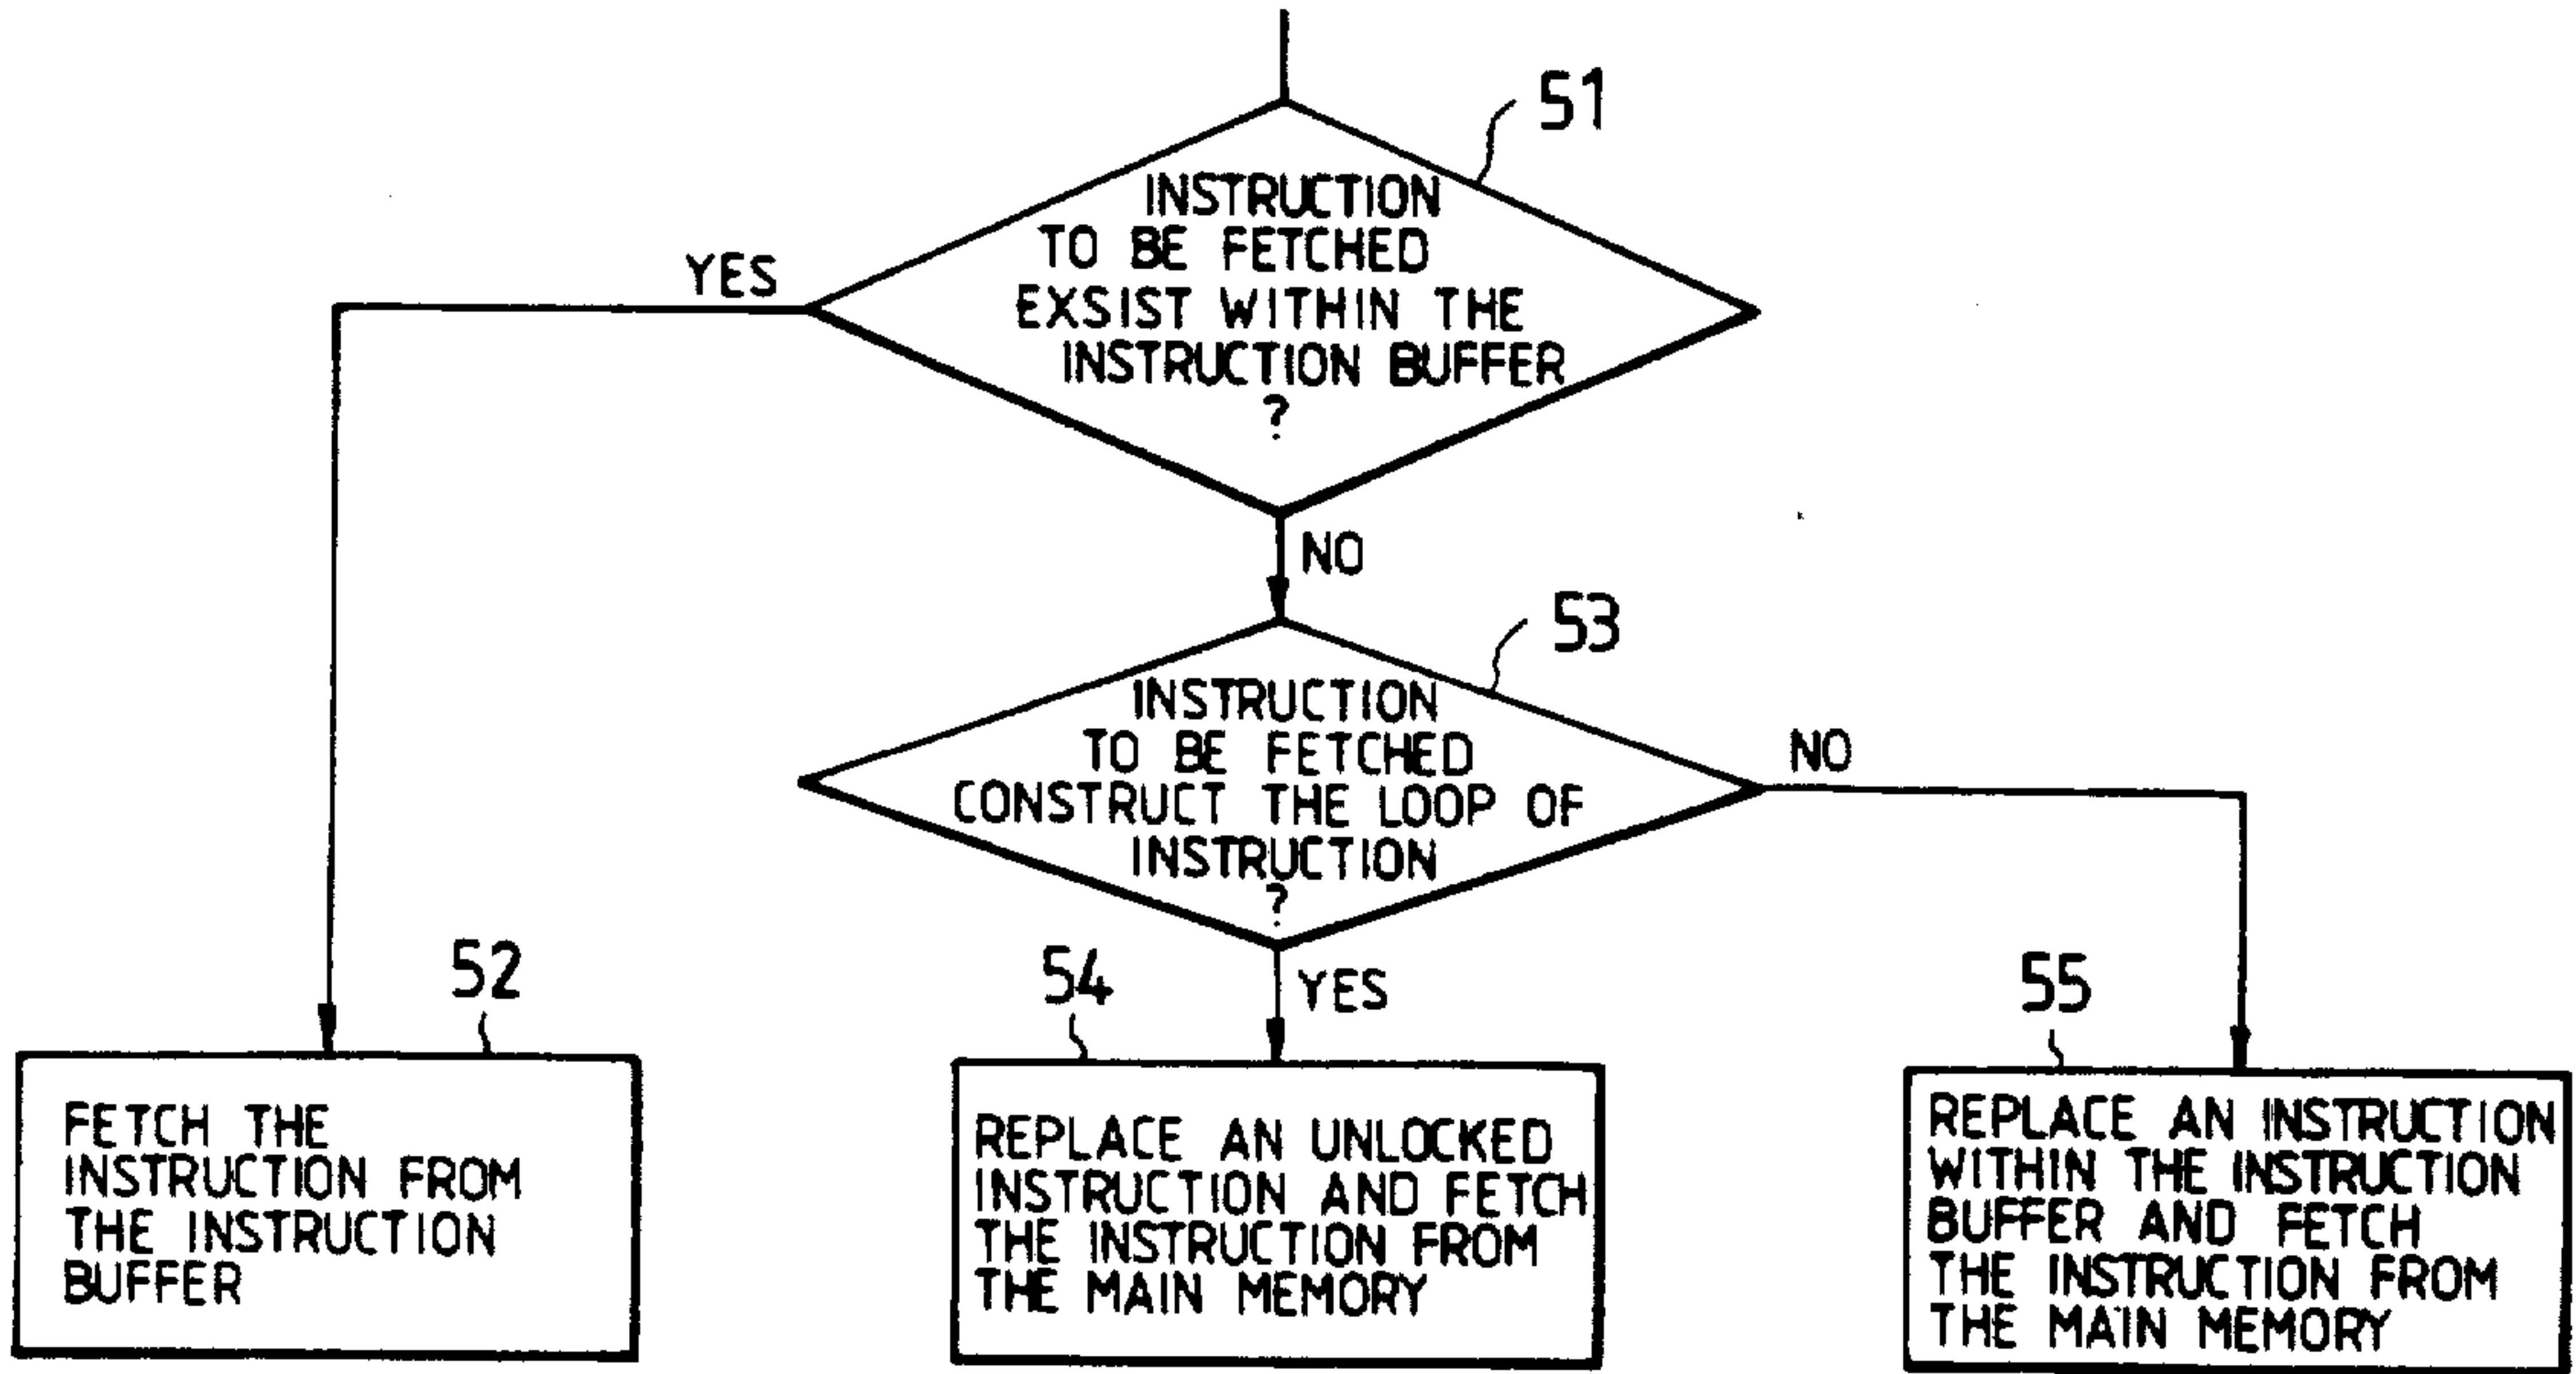 51
INSTRUCTION
TO BE FETCHED
EXSIST WITHIN THE
INSTRUCTION BUFFER
?
YES
NO
53
INSTRUCTION
TO BE FETCHED
CONSTRUCT THE LOOP OF
INSTRUCTION
?
NO
YES
52
FETCH THE
INSTRUCTION FROM
THE INSTRUCTION
BUFFER
54
REPLACE AN UNLOCKED
INSTRUCTION AND FETCH
THE INSTRUCTION FROM
THE MAIN MEMORY
55
REPLACE AN INSTRUCTION
WITHIN THE INSTRUCTION
BUFFER AND FETCH
THE INSTRUCTION FROM
THE MAIN MEMORY